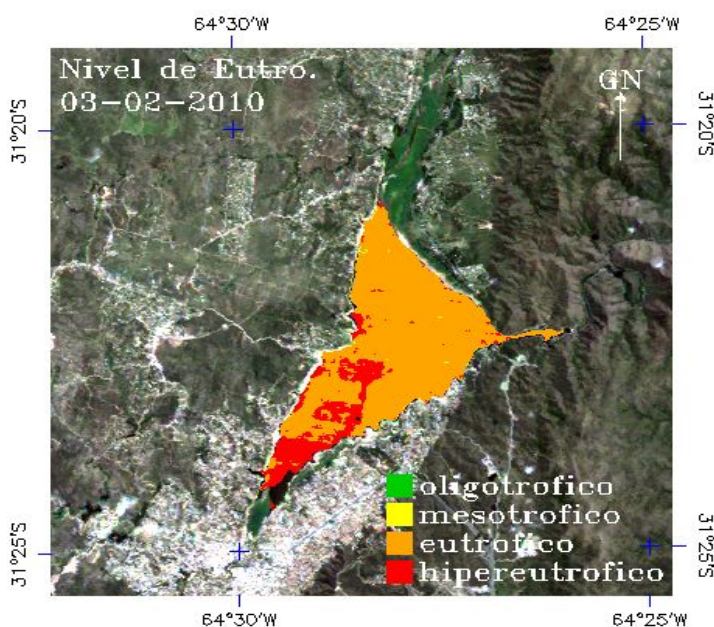 64°30'W
64°25'W
Nivel de Eutro.
03-02-2010
GN
31°20'S
31°20'S
oligotrofico
mesotrofico
eutrofico
hipereutrofico
31°25'S
31°25'S
64°30'W
64°25'W